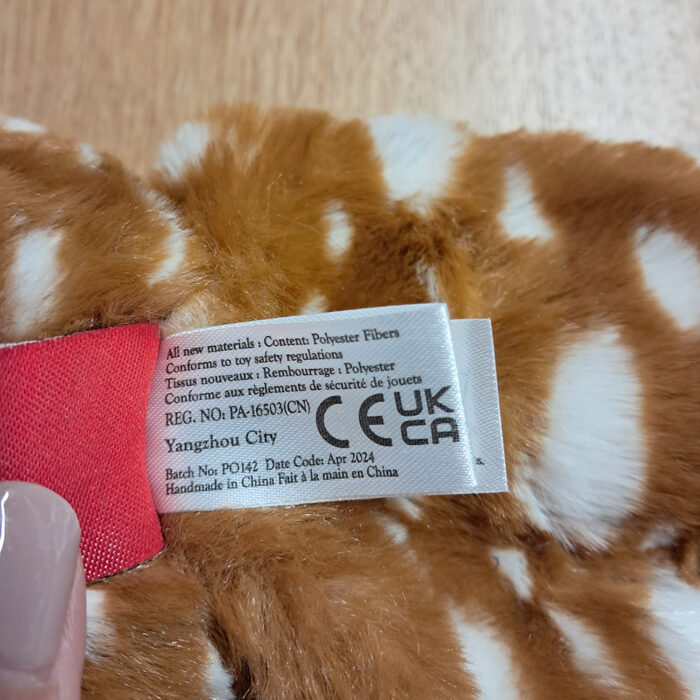 All new materials : Content: Polyester Fibers
Conforms to toy safety regulations
Tissus nouveaux : Rembourrage : Polyester
Conforme aux règlements de sécurité de jouets
REG. NO: PA-16503(CN)
CE UK CA
Yangzhou City
Batch No: PO142 Date Code: Apr 2024
Handmade in China Fait à la main en China
s.